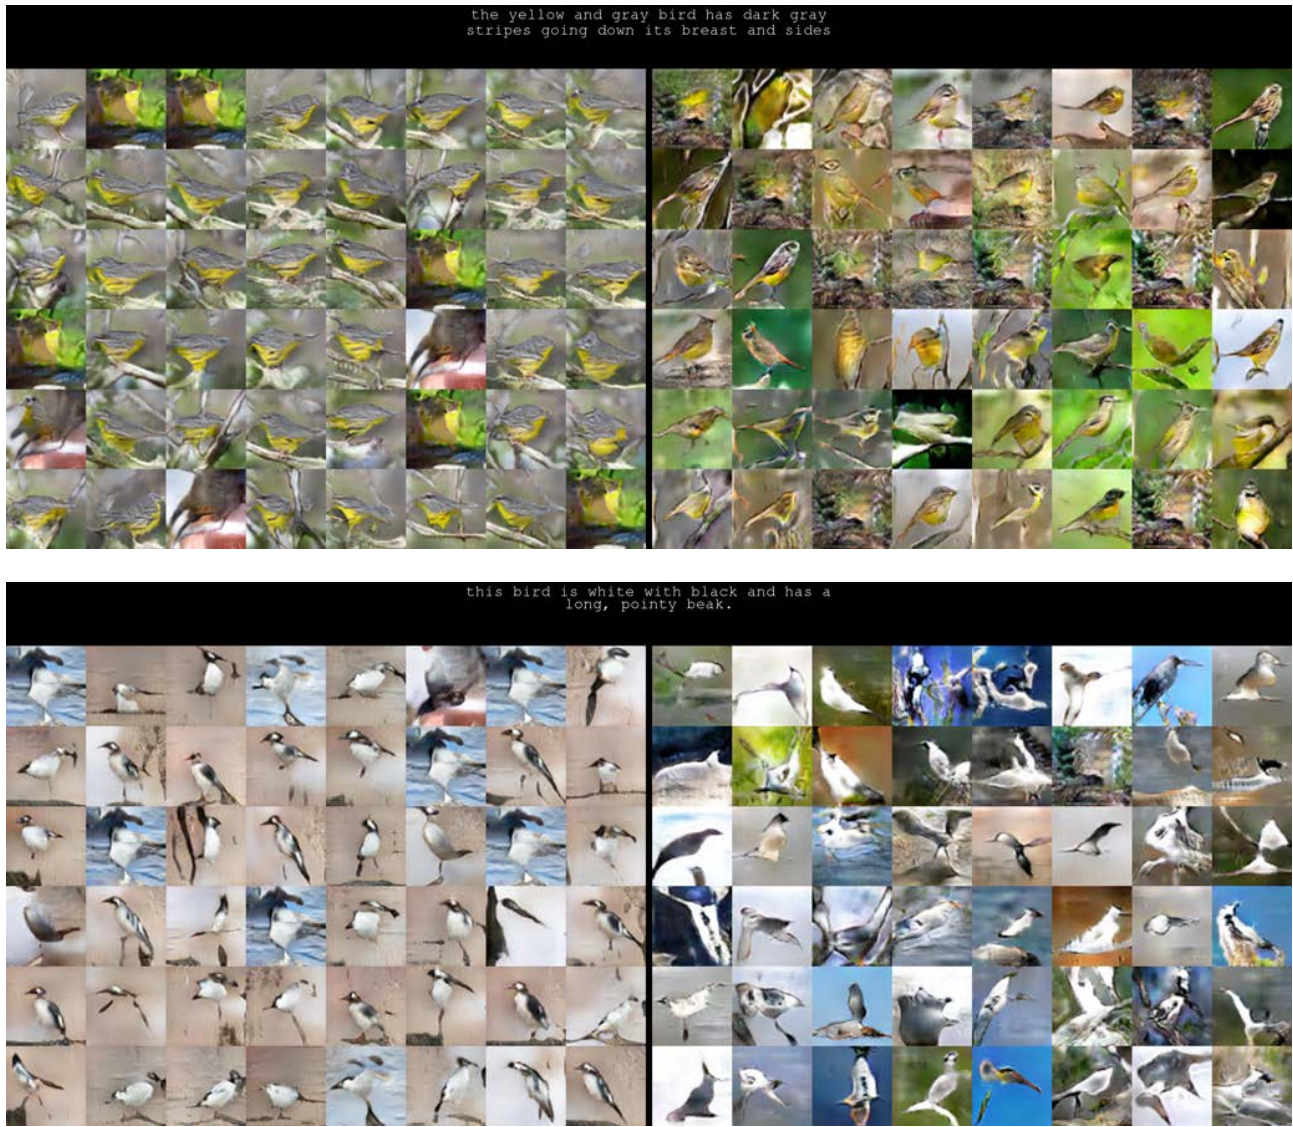 the yellow and gray bird has dark gray
stripes going down its breast and sides
this bird is white with black and has a
long, pointy beak.